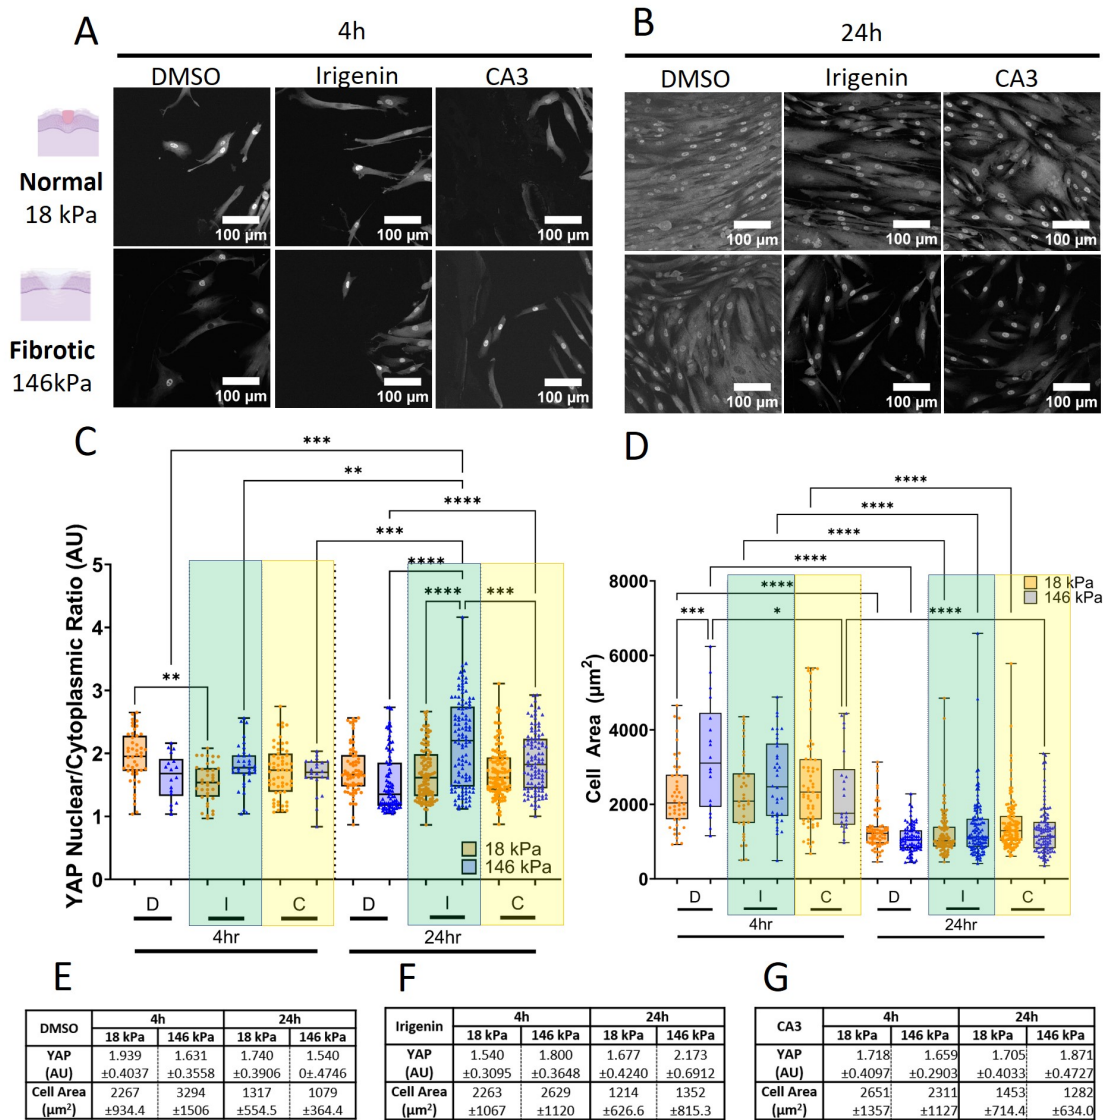 A
4h
DMSO
Irigenin
CA3
B
24h
DMSO
Irigenin
CA3
Normal
18 kPa
100 µm
100 µm
100 µm
100 µm
100 µm
100 µm
Fibrotic
146kPa
100 µm
100 µm
100 µm
100 µm
100 µm
100 µm
C
***
**
****
***
****
****
***
**
YAP Nuclear/Cytoplasmic Ratio (AU)
5
4
3
2
1
0
18 kPa
146 kPa
D
I
C
D
I
C
4hr
24hr
D
****
****
****
****
****
***
*
****
18 kPa
146 kPa
Cell Area (µm²)
8000
6000
4000
2000
0
D
I
C
D
I
C
4hr
24hr
E
DMSO
4h
24h
18 kPa
146 kPa
18 kPa
146 kPa
YAP (AU)
1.939 1.631 1.740 1.540
±0.4037 ±0.3558 ±0.3906 0±.4746
Cell Area (µm²)
2267 3294 1317 1079
±934.4 ±1506 ±554.5 ±364.4
F
Irigenin
4h
24h
18 kPa
146 kPa
18 kPa
146 kPa
YAP (AU)
1.540 1.800 1.677 2.173
±0.3095 ±0.3648 ±0.4240 ±0.6912
Cell Area (µm²)
2263 2629 1214 1352
±1067 ±1120 ±626.6 ±815.3
G
CA3
4h
24h
18 kPa
146 kPa
18 kPa
146 kPa
YAP (AU)
1.718 1.659 1.705 1.871
±0.4097 ±0.2903 ±0.4033 ±0.4727
Cell Area (µm²)
2651 2311 1453 1282
±1357 ±1127 ±714.4 ±634.0